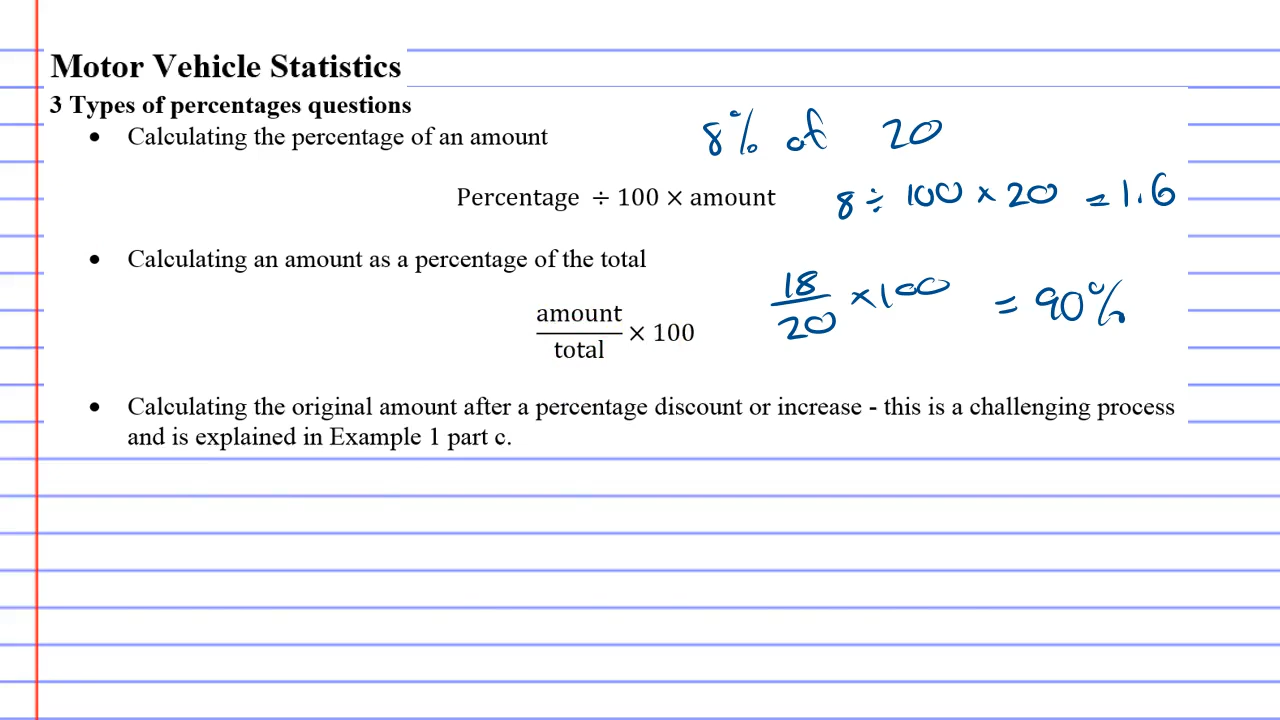 Motor Vehicle Statistics
3 Types of percentages questions
• Calculating the percentage of an amount
8% of 20
Percentage ÷ 100 × amount
8 ÷ 100 × 20 = 1.6
• Calculating an amount as a percentage of the total
amount/total × 100
18/20 × 100 = 90%
• Calculating the original amount after a percentage discount or increase - this is a challenging process
and is explained in Example 1 part c.